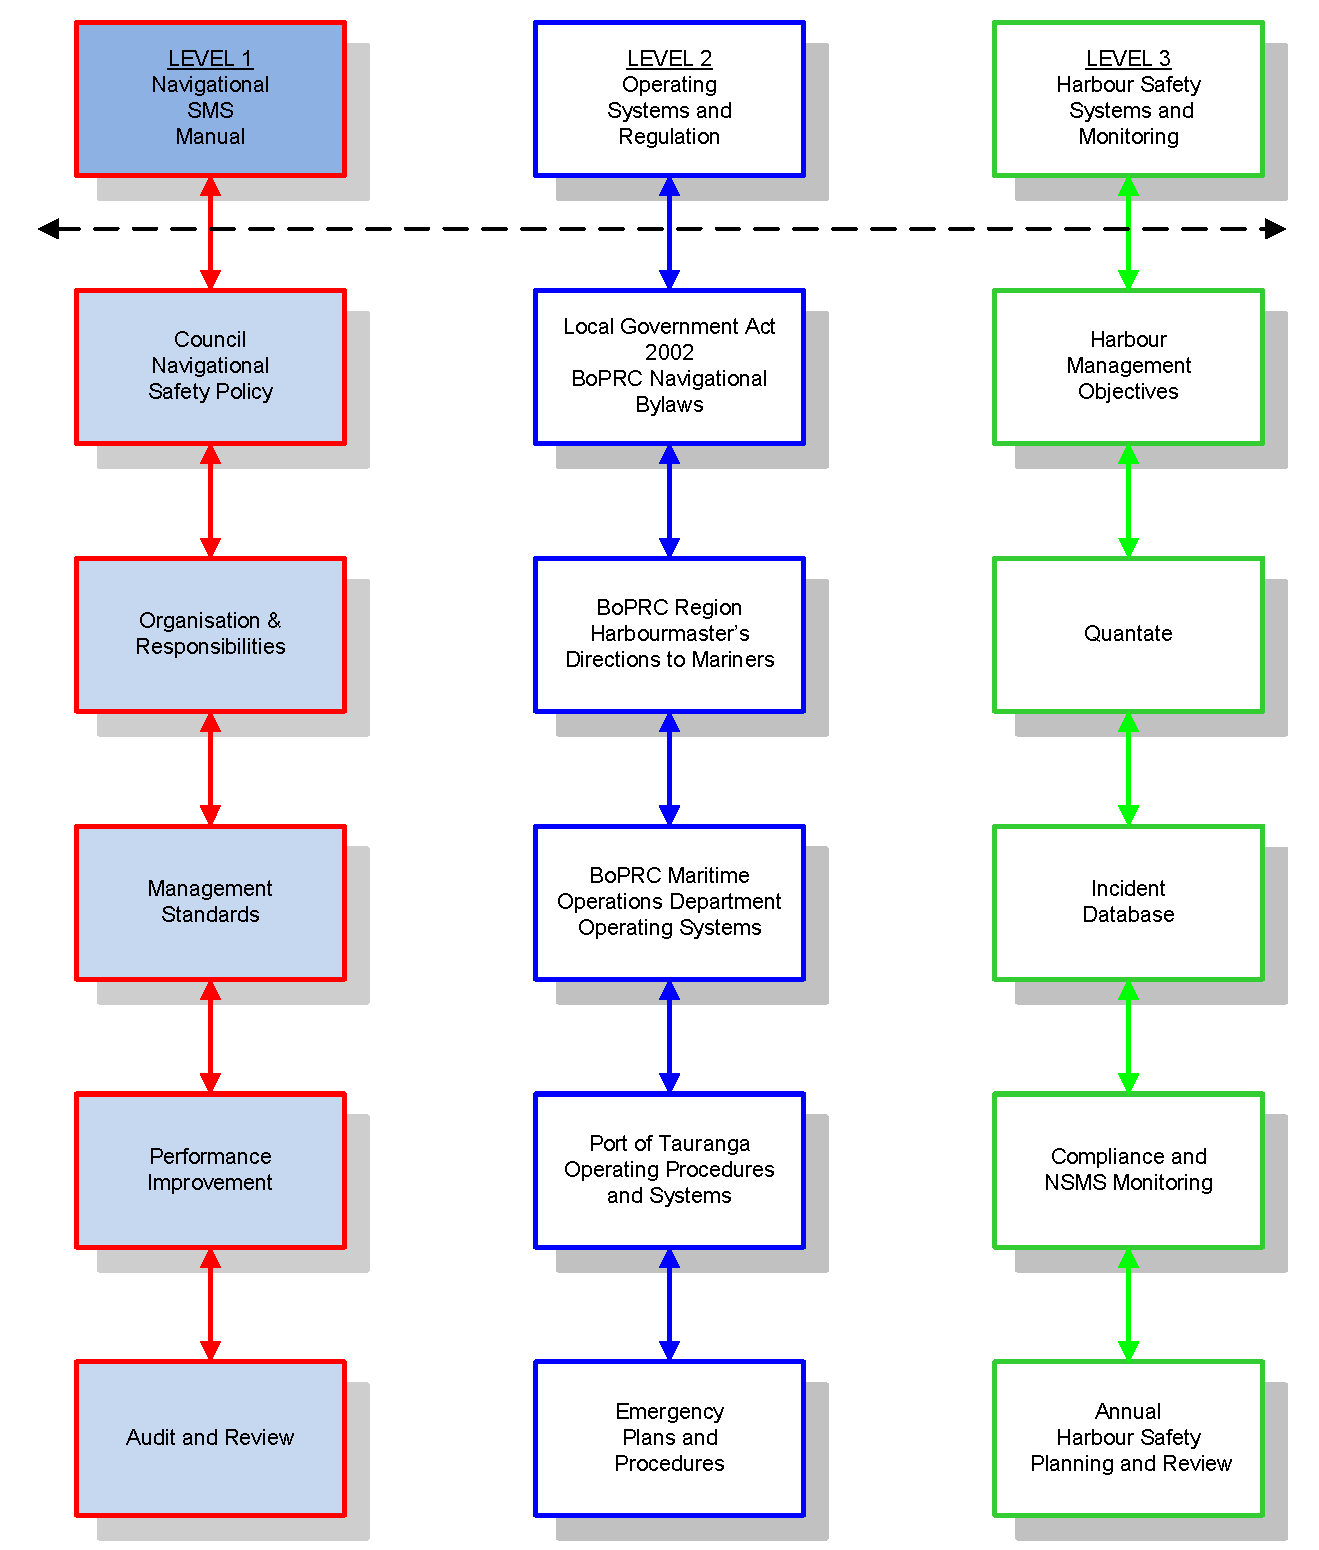 LEVEL 1
Navigational
SMS
Manual
LEVEL 2
Operating
Systems and
Regulation
LEVEL 3
Harbour Safety
Systems and
Monitoring
Council
Navigational
Safety Policy
Local Government Act
2002
BoPRC Navigational
Bylaws
Harbour
Management
Objectives
Organisation &
Responsibilities
BoPRC Region
Harbourmaster’s
Directions to Mariners
Quantate
Management
Standards
BoPRC Maritime
Operations Department
Operating Systems
Incident
Database
Performance
Improvement
Port of Tauranga
Operating Procedures
and Systems
Compliance and
NSMS Monitoring
Audit and Review
Emergency
Plans and
Procedures
Annual
Harbour Safety
Planning and Review